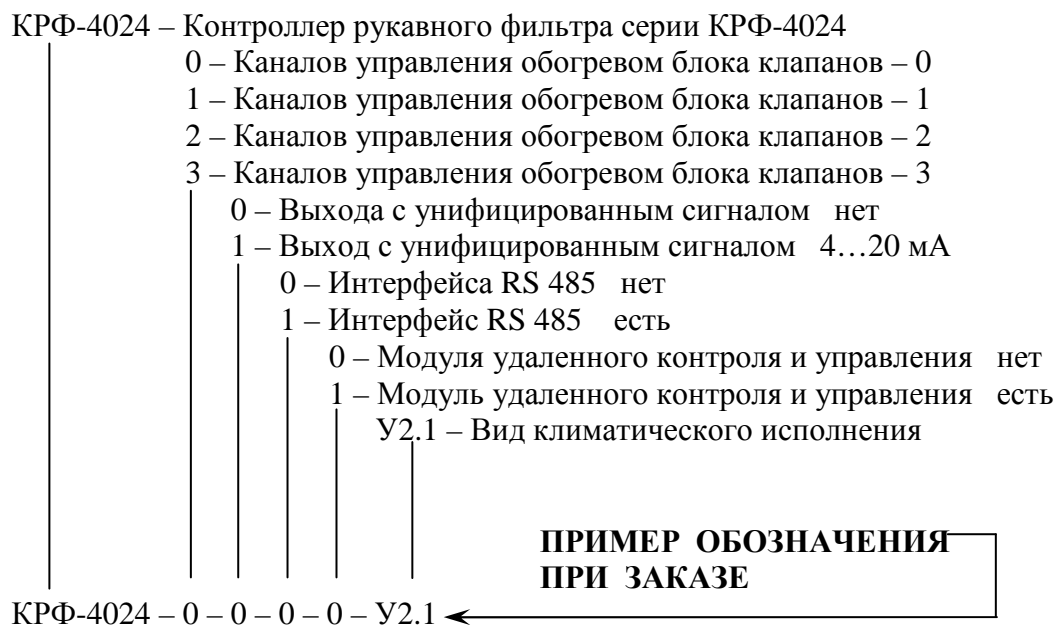 КРФ-4024 – Контроллер рукавного фильтра серии КРФ-4024
0 – Каналов управления обогревом блока клапанов – 0
1 – Каналов управления обогревом блока клапанов – 1
2 – Каналов управления обогревом блока клапанов – 2
3 – Каналов управления обогревом блока клапанов – 3
0 – Выхода с унифицированным сигналом нет
1 – Выход с унифицированным сигналом 4…20 мА
0 – Интерфейса RS 485 нет
1 – Интерфейс RS 485 есть
0 – Модуля удаленного контроля и управления нет
1 – Модуль удаленного контроля и управления есть
У2.1 – Вид климатического исполнения
ПРИМЕР ОБОЗНАЧЕНИЯ
ПРИ ЗАКАЗЕ
КРФ-4024 – 0 – 0 – 0 – 0 – У2.1